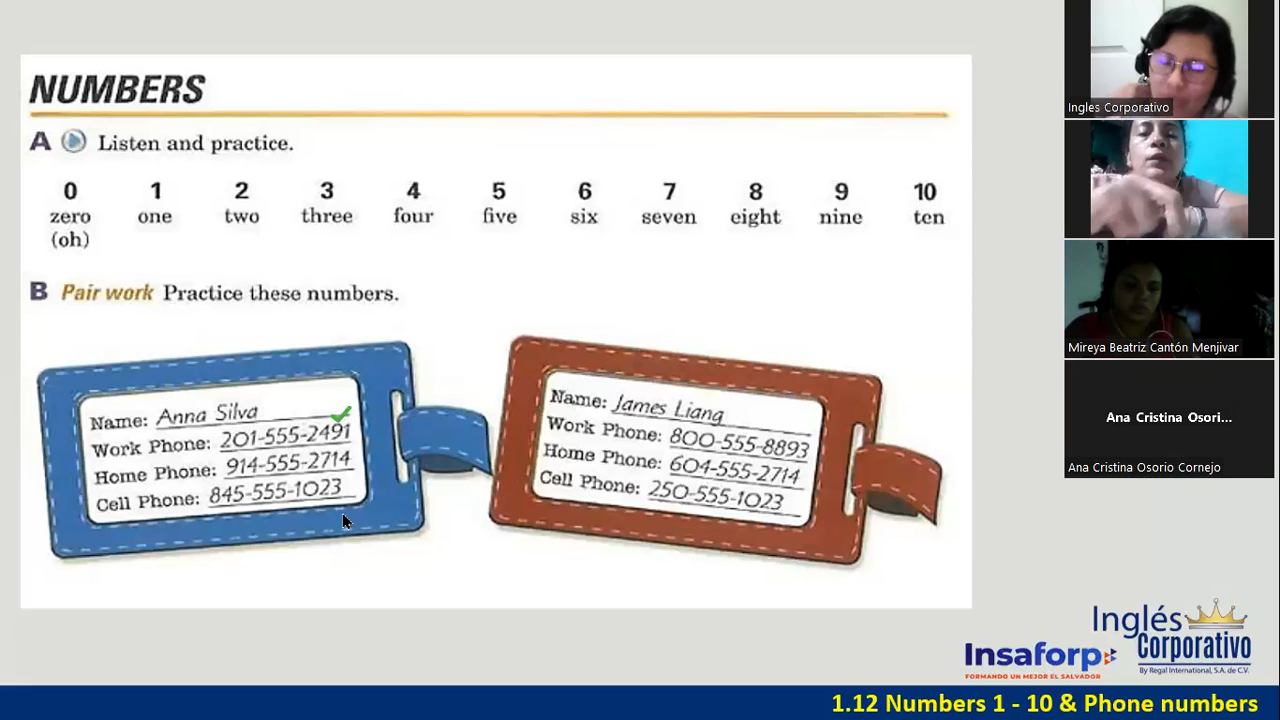 NUMBERS
A Listen and practice.
0 1 2 3 4 5 6 7 8 9 10
zero one two three four five six seven eight nine ten
(oh)
B Pair work Practice these numbers.
Name: Anna Silva
Work Phone: 201-555-2491
Home Phone: 914-555-2714
Cell Phone: 845-555-1023
Name: James Liang
Work Phone: 800-555-8893
Home Phone: 604-555-2714
Cell Phone: 250-555-1023
Ingles Corporativo
Mireya Beatriz Cantón Menjivar
Ana Cristina Osori...
Ana Cristina Osorio Cornejo
Insaforp
FORMANDO UN MEJOR EL SALVADOR
Inglés
Corporativo
By Regal International, S.A. de C.V.
1.12 Numbers 1 - 10 & Phone numbers